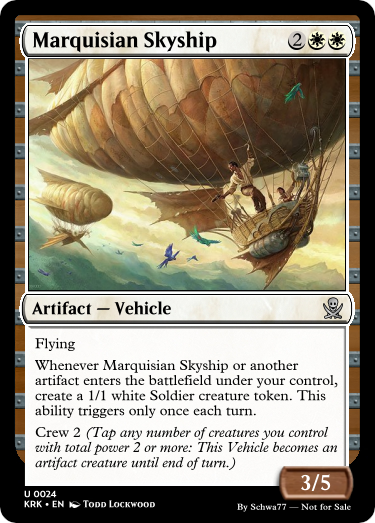 Marquisian Skyship 2
Artifact — Vehicle
Flying
Whenever Marquisian Skyship or another
artifact enters the battlefield under your control,
create a 1/1 white Soldier creature token. This
ability triggers only once each turn.
Crew 2 (Tap any number of creatures you control
with total power 2 or more: This Vehicle becomes an
artifact creature until end of turn.)
3/5
U 0024
KRK • EN Todd Lockwood
By Schwa77 — Not for Sale